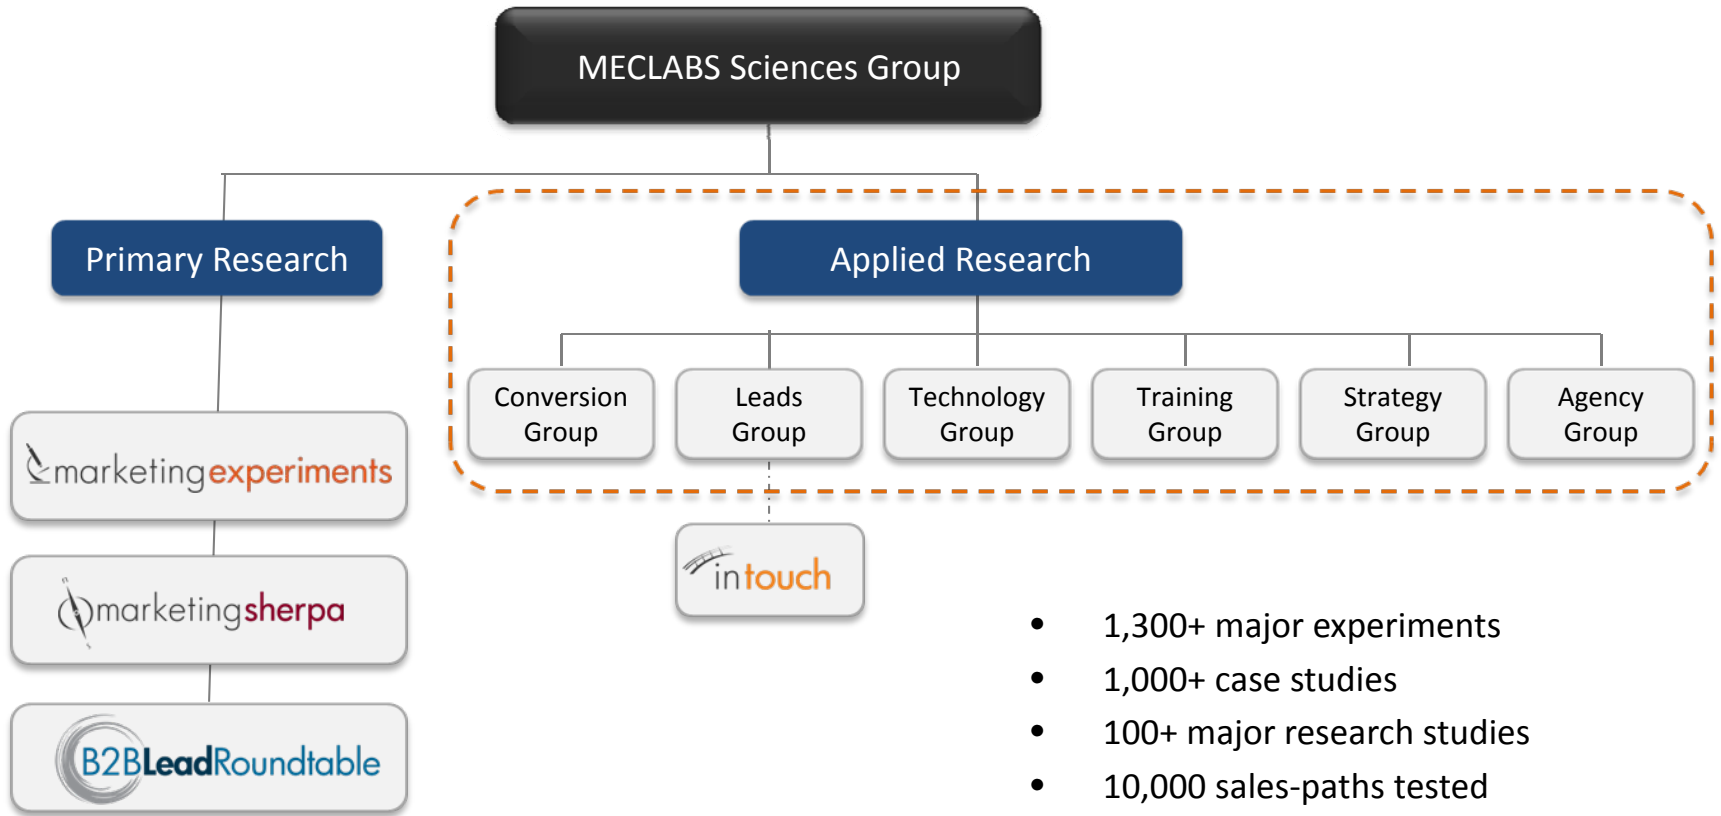 MECLABS Sciences Group
Primary Research
Applied Research
Conversion
Group
Leads
Group
Technology
Group
Training
Group
Strategy
Group
Agency
Group
marketingexperiments
marketingsherpa
B2BLeadRoundtable
intouch
• 1,300+ major experiments
• 1,000+ case studies
• 100+ major research studies
• 10,000 sales-paths tested